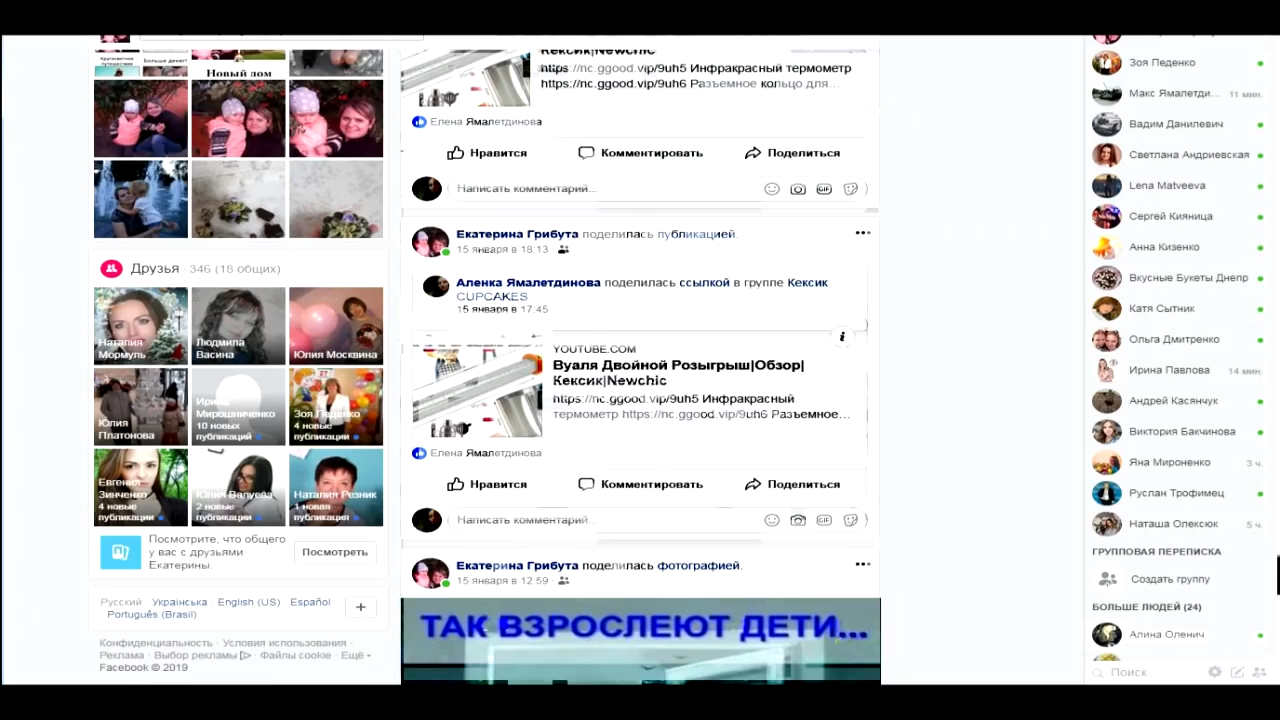 Новый дом
Друзья · 346 (18 общих)
Наталия
Мормуль
Людмила
Васина
Юлия Москвина
Юлия
Платонова
Ирина
Мирошниченко
10 новых
публикаций
Зоя Педенко
4 новые
публикации
Евгения
Зинченко
4 новые
публикации
Юлия Валуева
2 новые
публикации
Наталия Резник
1 новая
публикация
Посмотрите, что общего
у вас с друзьями
Екатерины.
Посмотреть
Русский · Українська · English (US) · Español ·
Português (Brasil)
Конфиденциальность · Условия использования ·
Реклама · Выбор рекламы · Файлы cookie · Ещё
Facebook © 2019
Кексик|Newchic
https://nc.ggood.vip/9uh5 Инфракрасный термометр
https://nc.ggood.vip/9uh6 Разъемное кольцо для...
Елена Ямалетдинова
Нравится Комментировать Поделиться
Написать комментарий...
GIF
Екатерина Грибута поделилась публикацией.
15 января в 18:13
Аленка Ямалетдинова поделилась ссылкой в группе Кексик
CUPCAKES
15 января в 17:45
YOUTUBE.COM
Вуаля Двойной Розыгрыш|Обзор|
Кексик|Newchic
https://nc.ggood.vip/9uh5 Инфракрасный
термометр https://nc.ggood.vip/9uh6 Разъемное...
Елена Ямалетдинова
Нравится Комментировать Поделиться
Написать комментарий...
GIF
Екатерина Грибута поделилась фотографией.
15 января в 12:59 ·
ТАК ВЗРОСЛЕЮТ ДЕТИ...
Зоя Педенко
Макс Ямалетди... 11 мин.
Вадим Данилевич
Светлана Андриевская
Lena Matveeva
Сергей Кияница
Анна Кизенко
Вкусные Букеты Днепр
Катя Сытник
Ольга Дмитренко
Ирина Павлова 14 мин.
Андрей Касянчук
Виктория Бакчинова
Яна Мироненко 3 ч.
Руслан Трофимец
Наташа Олексюк 5 ч.
ГРУППОВАЯ ПЕРЕПИСКА
Создать группу
БОЛЬШЕ ЛЮДЕЙ (24)
Алина Оленич
Поиск